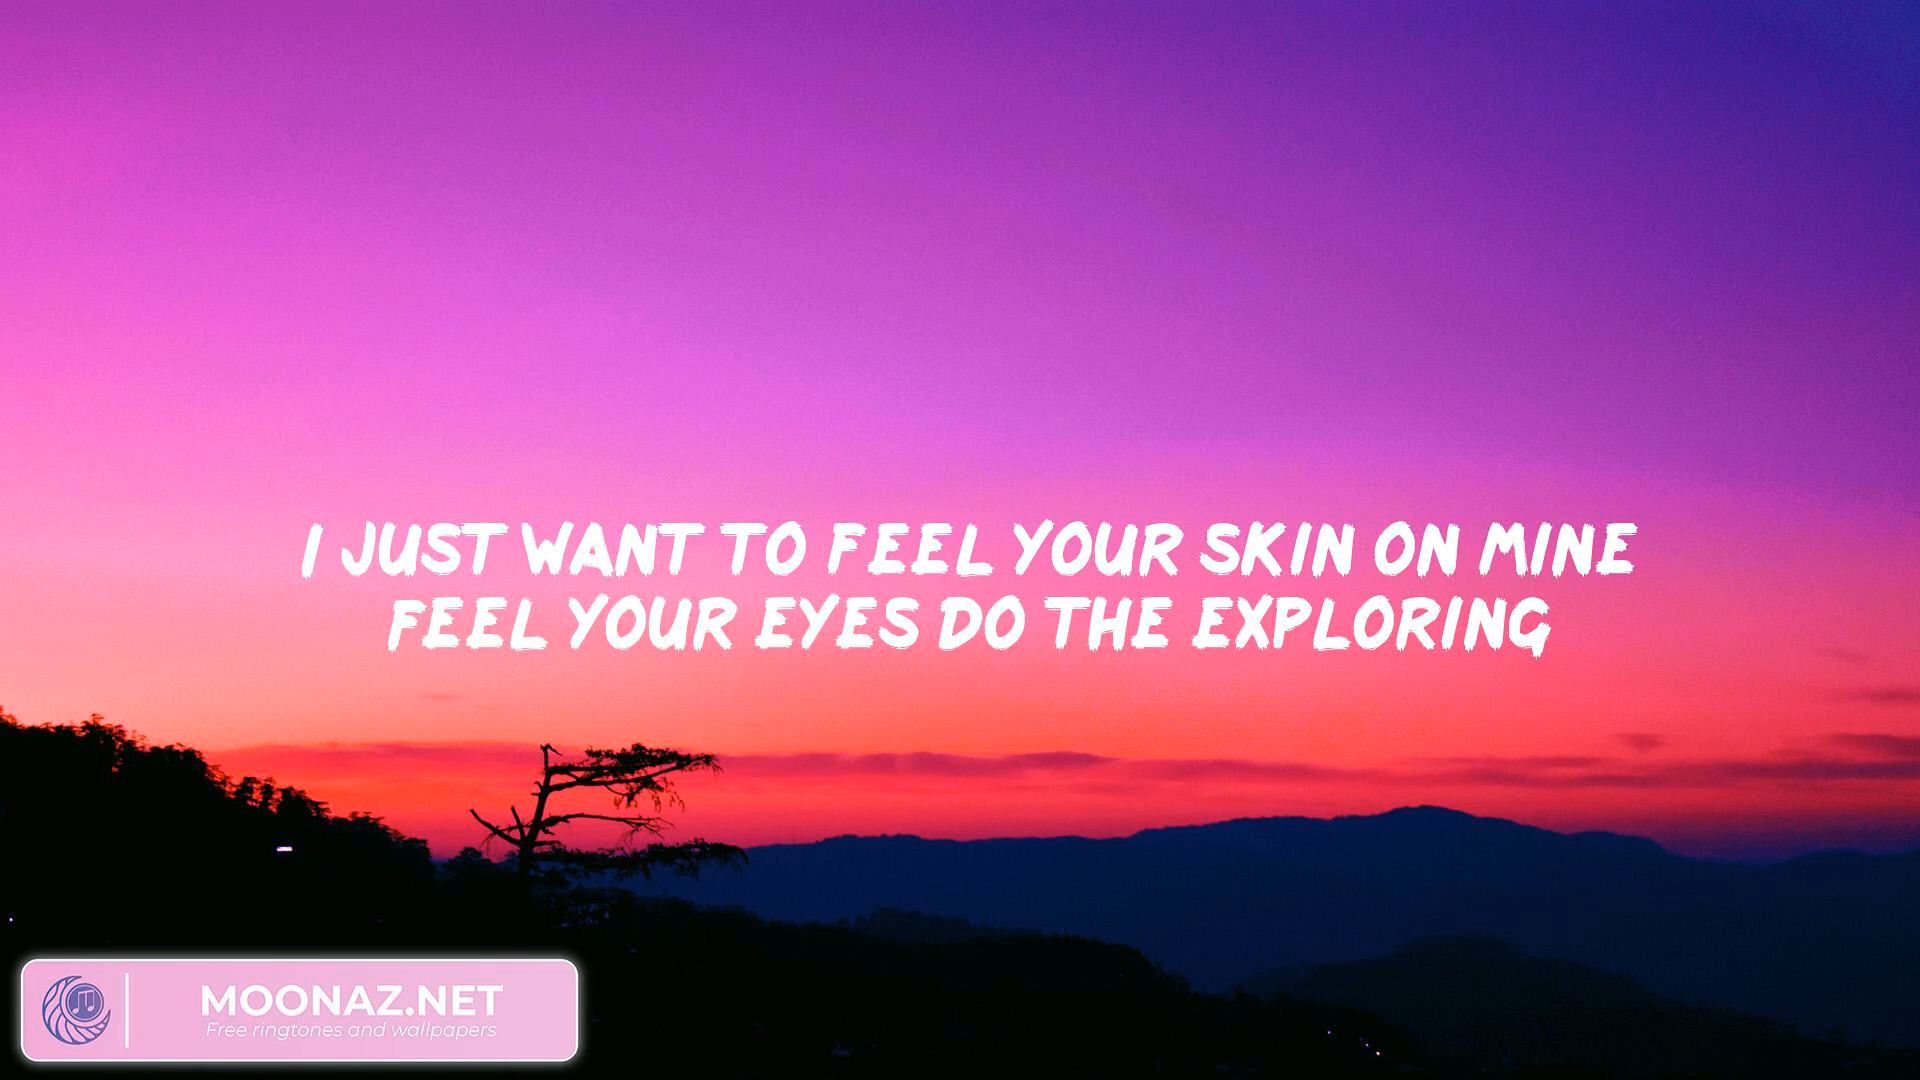 I JUST WANT TO FEEL YOUR SKIN ON MINE
FEEL YOUR EYES DO THE EXPLORING
MOONAZ.NET
Free ringtones and wallpapers